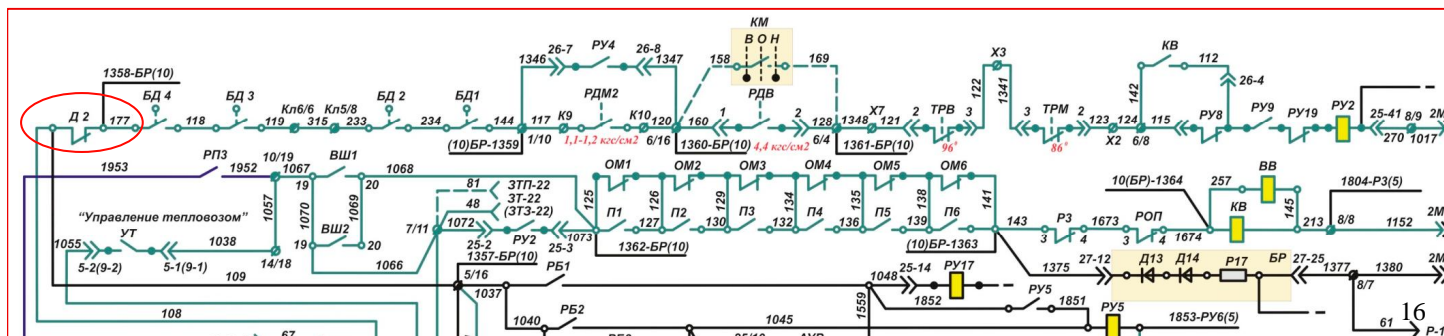 КМ
В О Н
1358-БР(10)
1346 26-7 РУ4 26-8 1347
158 169
Х3
КВ 112
БД 4 БД 3 Кл6/6 Кл5/8 БД 2 БД1
РДМ2 РДВ
122 1341 142 26-4
Д 2 177 118 119 315 233 234 144 117 К9 К10 120 160 1 2 128 1348 Х7 121 2 ТРВ 3 3 ТРМ 2 123 124 115 РУ8 РУ9 РУ19 РУ2 25-41 8/9 2М
1/10 1,1-1,2 кгс/см2 6/16 4,4 кгс/см2 6/4 96° 86° Х2 6/8 270 1017
(10)БР-1359 1360-БР(10) 1361-БР(10)
1953 РП3 1952 10/19 1067 ВШ1 1068
19 20
ОМ1 ОМ2 ОМ3 ОМ4 ОМ5 ОМ6
81 ЗТП-22
48 ЗТ-22
(ЗТЗ-22)
125 126 129 132 134 135 138 141
10(БР)-1364 257 ВВ 145 1804-РЗ(5)
"Управление тепловозом"
1057 1070 1069
1055 УТ 1038
5-2(9-2) 5-1(9-1)
14/18
19 ВШ2 20
1066
7/11 1072 РУ2 1073
25-2 25-3
П1 127 П2 130 П3 132 П4 134 П5 136 П6 139
143 РЗ 1673 РОП 1674 КВ 213 8/8 1152 2М
3 4 3 4
1362-БР(10) (10)БР-1363
1357-БР(10)
109 5/16 РБ1
1037
1048 25-14 РУ17
1375 27-12 Д13 Д14 Р17 БР 27-25 1377 1380 2М
8/7
108
1559 1852 РУ5 1851 РУ5
1040 РБ2 1045
1853-РУ6(5) 61 16
67
Р-1